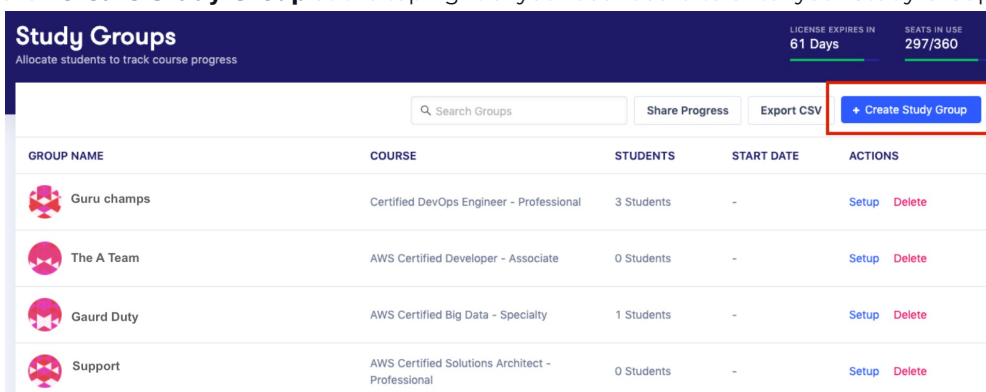 Create Study Group
Study Groups
Allocate students to track course progress
LICENSE EXPIRES IN
61 Days
SEATS IN USE
297/360
Search Groups
Share Progress
Export CSV
+ Create Study Group
GROUP NAME COURSE STUDENTS START DATE ACTIONS
Guru champs Certified DevOps Engineer - Professional 3 Students - Setup Delete
The A Team AWS Certified Developer - Associate 0 Students - Setup Delete
Gaurd Duty AWS Certified Big Data - Specialty 1 Students - Setup Delete
Support AWS Certified Solutions Architect -
Professional 0 Students - Setup Delete